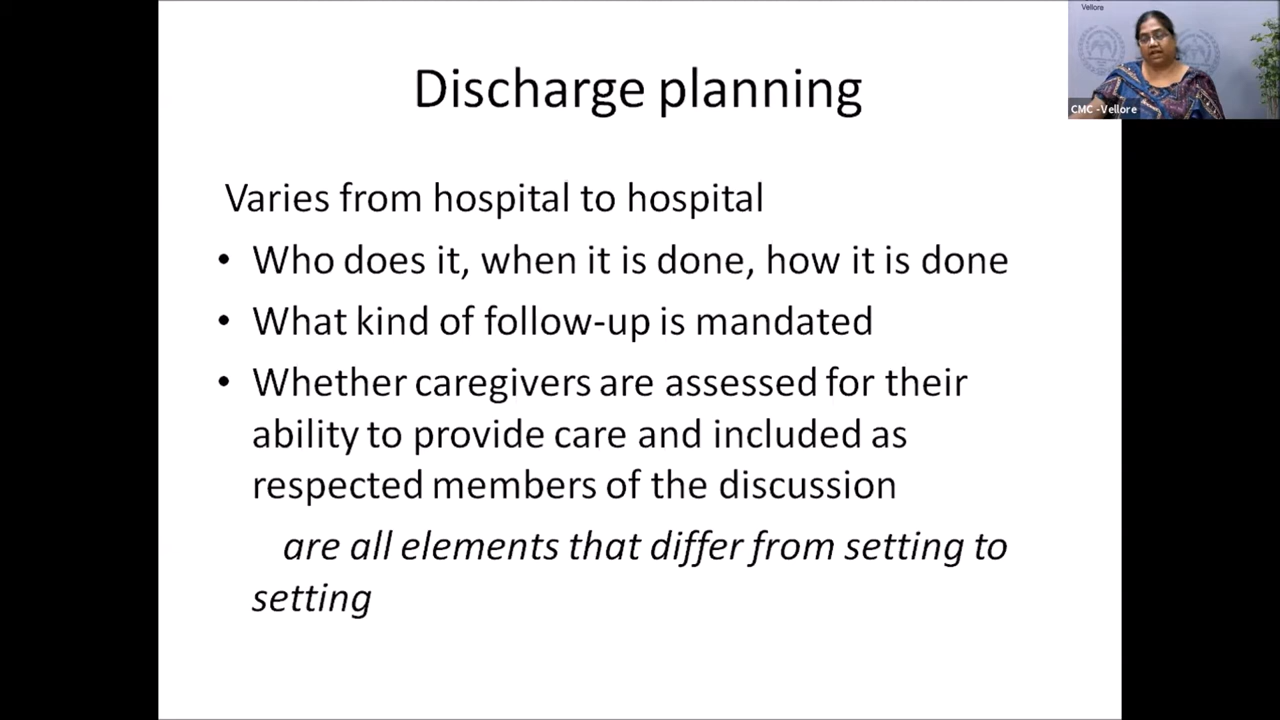 Vellore
CMC -Vellore
Discharge planning
Varies from hospital to hospital
• Who does it, when it is done, how it is done
• What kind of follow-up is mandated
• Whether caregivers are assessed for their
ability to provide care and included as
respected members of the discussion
are all elements that differ from setting to
setting